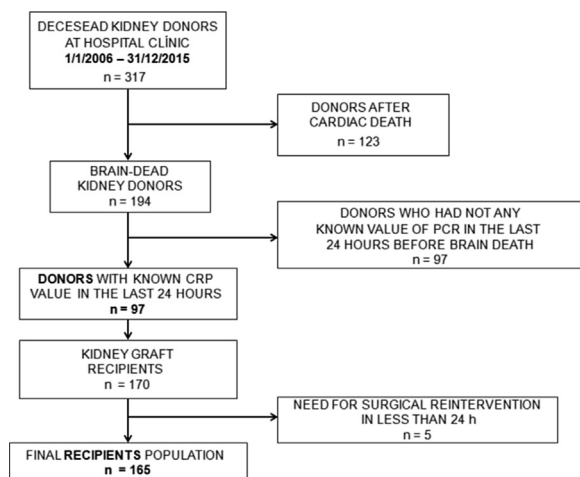 DECESEAD KIDNEY DONORS
AT HOSPITAL CLÍNIC
1/1/2006 – 31/12/2015
n = 317
DONORS AFTER
CARDIAC DEATH
n = 123
BRAIN-DEAD
KIDNEY DONORS
n = 194
DONORS WHO HAD NOT ANY
KNOWN VALUE OF PCR IN THE LAST
24 HOURS BEFORE BRAIN DEATH
n = 97
DONORS WITH KNOWN CRP
VALUE IN THE LAST 24 HOURS
n = 97
KIDNEY GRAFT
RECIPIENTS
n = 170
NEED FOR SURGICAL REINTERVENTION
IN LESS THAN 24 h
n = 5
FINAL RECIPIENTS POPULATION
n = 165